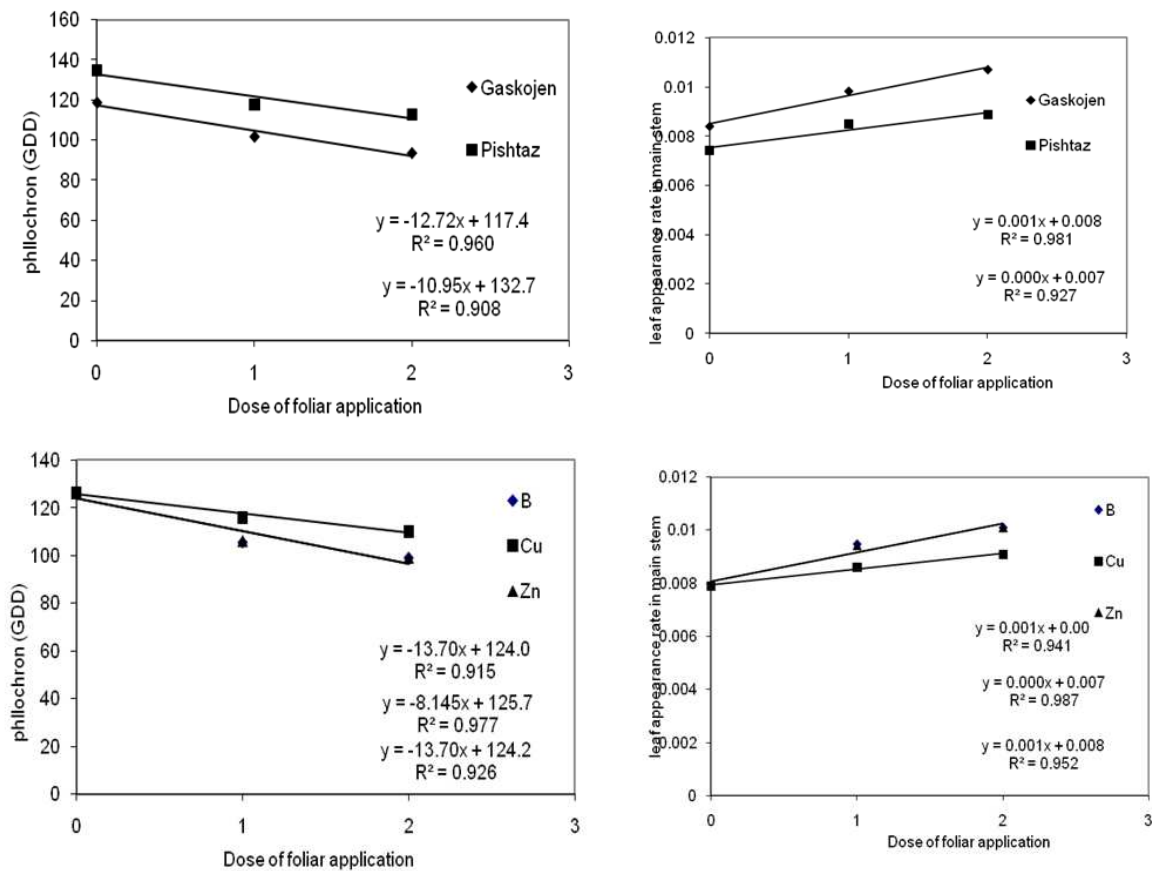 160
140
120
100
80
60
40
20
0
philocron (GDD)
Gaskojen
Pishtaz
y = -12.72x + 117.4
R² = 0.960
y = -10.95x + 132.7
R² = 0.908
0 1 2 3
Dose of foliar application
0.012
0.01
0.008
0.006
0.004
0.002
0
leaf appearance rate in main stem
Gaskojen
Pishtaz
y = 0.001x + 0.008
R² = 0.981
y = 0.000x + 0.007
R² = 0.927
0 1 2 3
Dose of foliar application
140
120
100
80
60
40
20
0
philocron (GDD)
B
Cu
Zn
y = -13.70x + 124.0
R² = 0.915
y = -8.145x + 125.7
R² = 0.977
y = -13.70x + 124.2
R² = 0.926
0 1 2 3
Dose of foliar application
0.012
0.01
0.008
0.006
0.004
0.002
0
leaf appearance rate in main stem
B
Cu
Zn
y = 0.001x + 0.00
R² = 0.941
y = 0.000x + 0.007
R² = 0.987
y = 0.001x + 0.008
R² = 0.952
0 1 2 3
Dose of foliar application